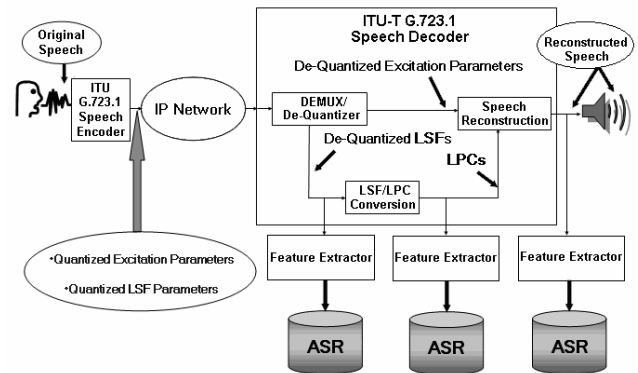 Original
Speech
ITU
G.723.1
Speech
Encoder
IP Network
ITU-T G.723.1
Speech Decoder
De-Quantized Excitation Parameters
DEMUX/
De-Quantizer
Speech
Reconstruction
De-Quantized LSFs
LPCs
LSF/LPC
Conversion
Reconstructed
Speech
•Quantized Excitation Parameters
•Quantized LSF Parameters
Feature Extractor
Feature Extractor
Feature Extractor
ASR
ASR
ASR